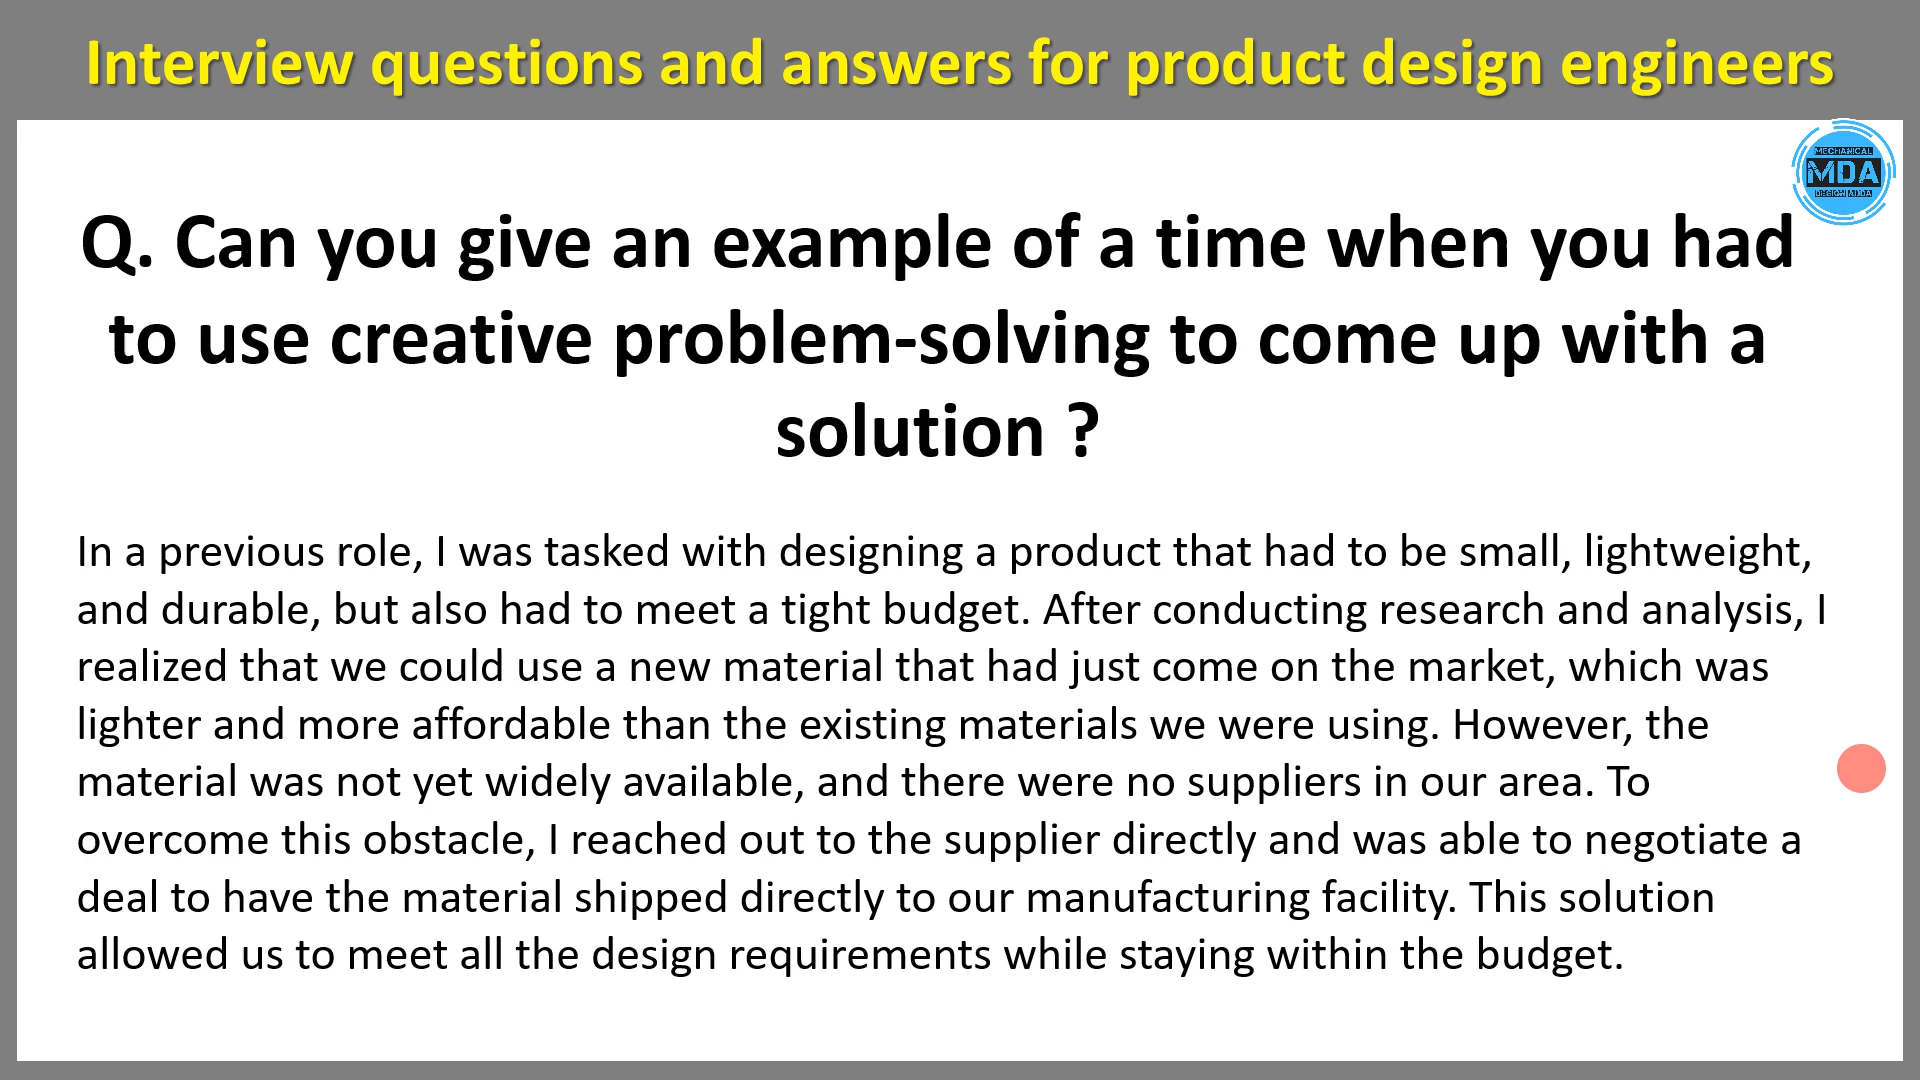 Interview questions and answers for product design engineers
MECHANICAL
MDA
DESIGN ADDA
Q. Can you give an example of a time when you had
to use creative problem-solving to come up with a
solution ?
In a previous role, I was tasked with designing a product that had to be small, lightweight,
and durable, but also had to meet a tight budget. After conducting research and analysis, I
realized that we could use a new material that had just come on the market, which was
lighter and more affordable than the existing materials we were using. However, the
material was not yet widely available, and there were no suppliers in our area. To
overcome this obstacle, I reached out to the supplier directly and was able to negotiate a
deal to have the material shipped directly to our manufacturing facility. This solution
allowed us to meet all the design requirements while staying within the budget.